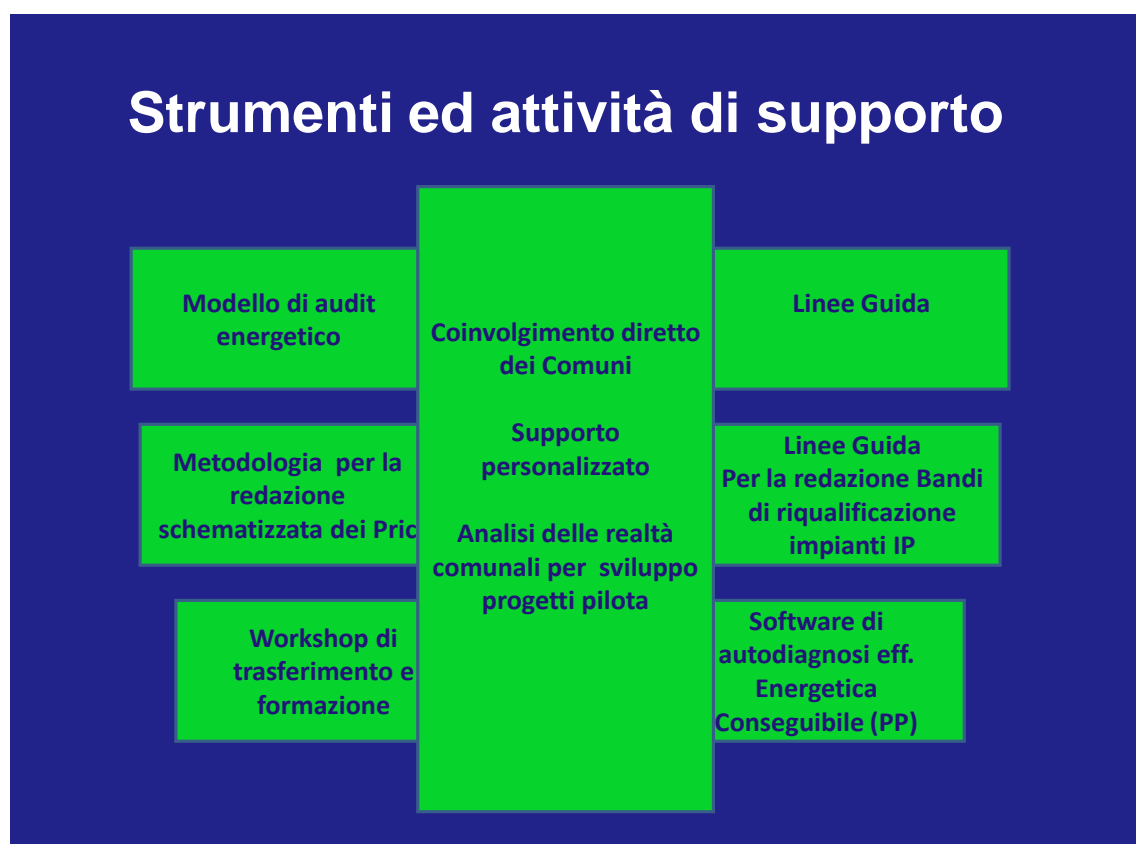 Strumenti ed attività di supporto
Modello di audit
energetico
Metodologia per la
redazione
schematizzata dei Pric
Workshop di
trasferimento e
formazione
Coinvolgimento diretto
dei Comuni
Supporto
personalizzato
Analisi delle realtà
comunali per sviluppo
progetti pilota
Linee Guida
Linee Guida
Per la redazione Bandi
di riqualificazione
impianti IP
Software di
autodiagnosi eff.
Energetica
Conseguibile (PP)